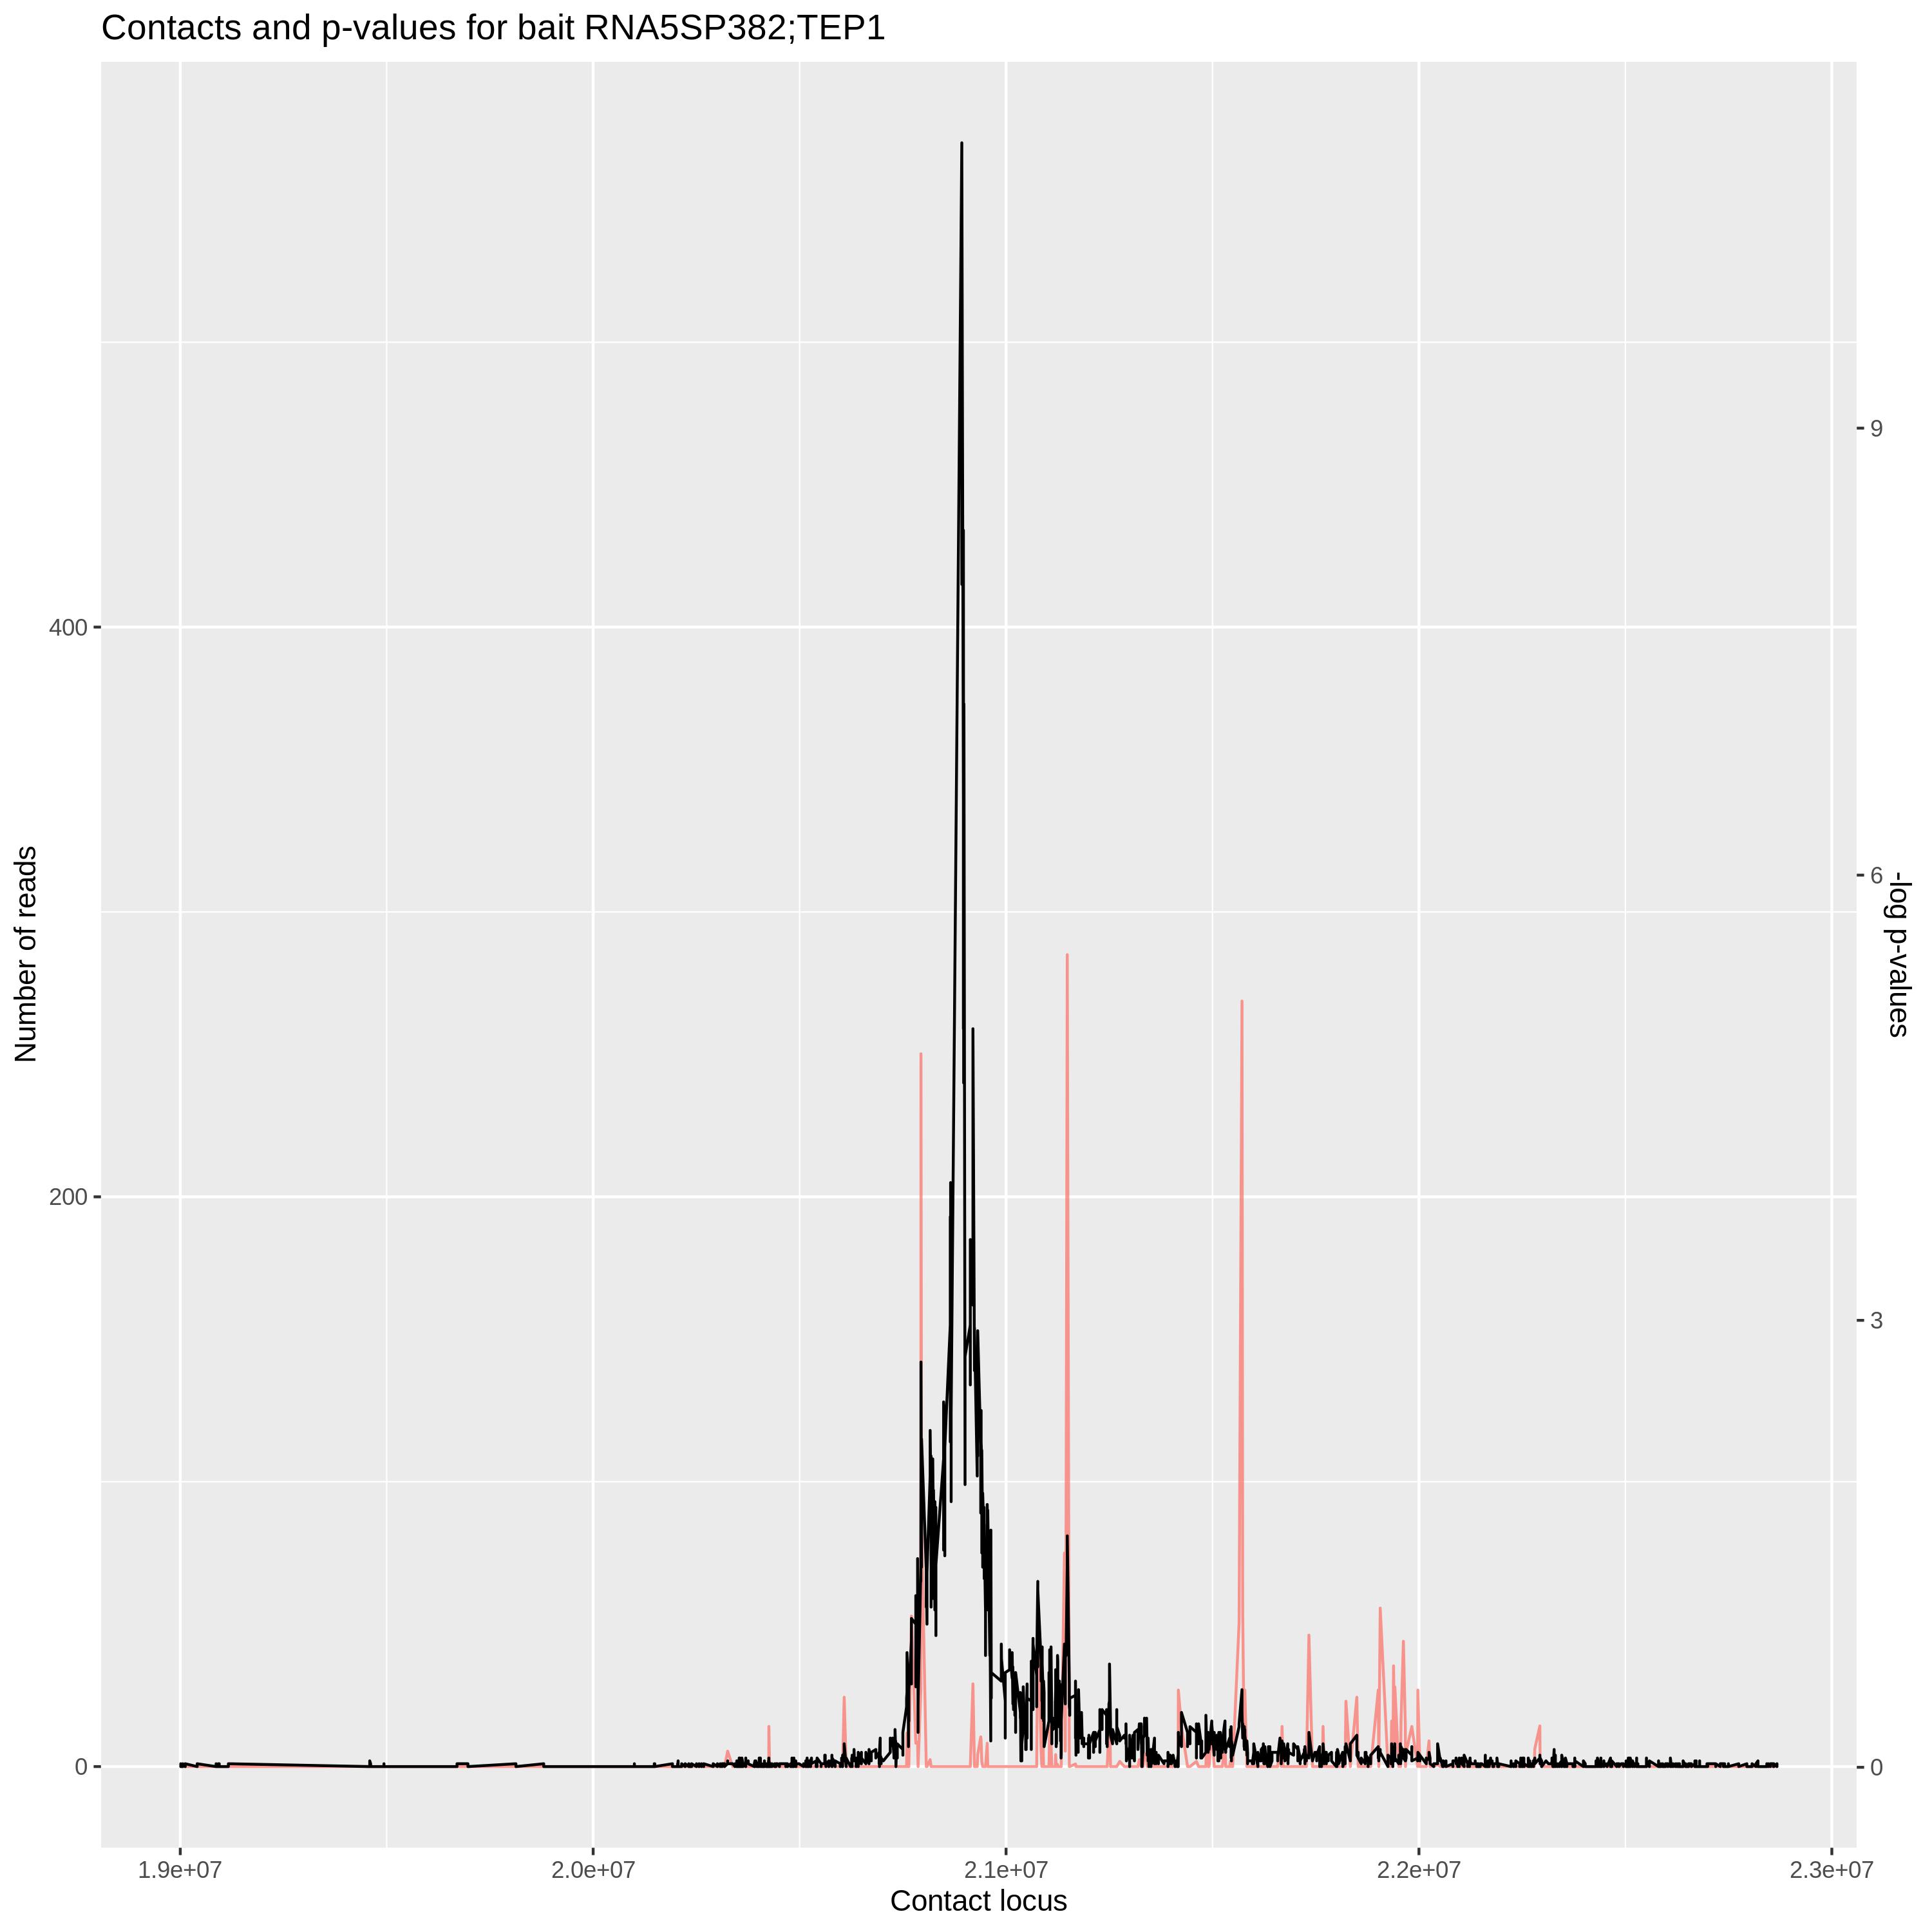 Contacts and p-values for bait RNA5SP382;TEP1
Number of reads
400
200
0
9
6
3
0
-log p-values
1.9e+07
2.0e+07
2.1e+07
2.2e+07
2.3e+07
Contact locus